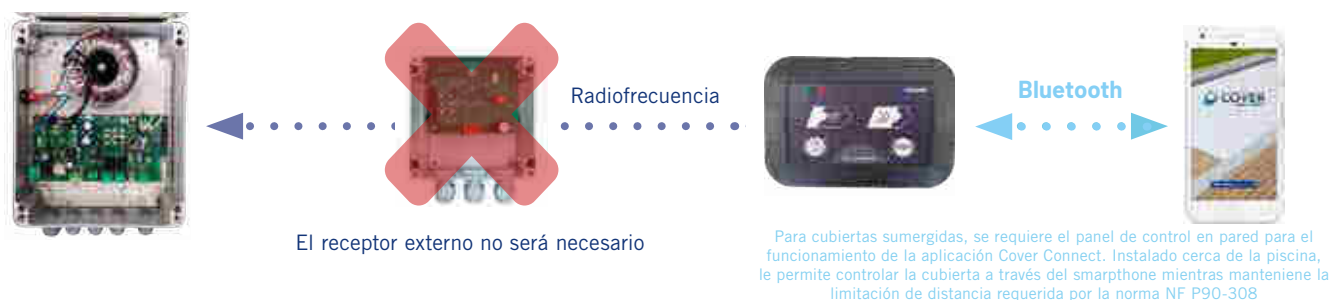 Radiofrecuencia
Bluetooth
COVER
El receptor externo no será necesario
Para cubiertas sumergidas, se requiere el panel de control en pared para el
funcionamiento de la aplicación Cover Connect. Instalado cerca de la piscina,
le permite controlar la cubierta a través del smarpthone mientras manteniene la
limitación de distancia requerida por la norma NF P90-308